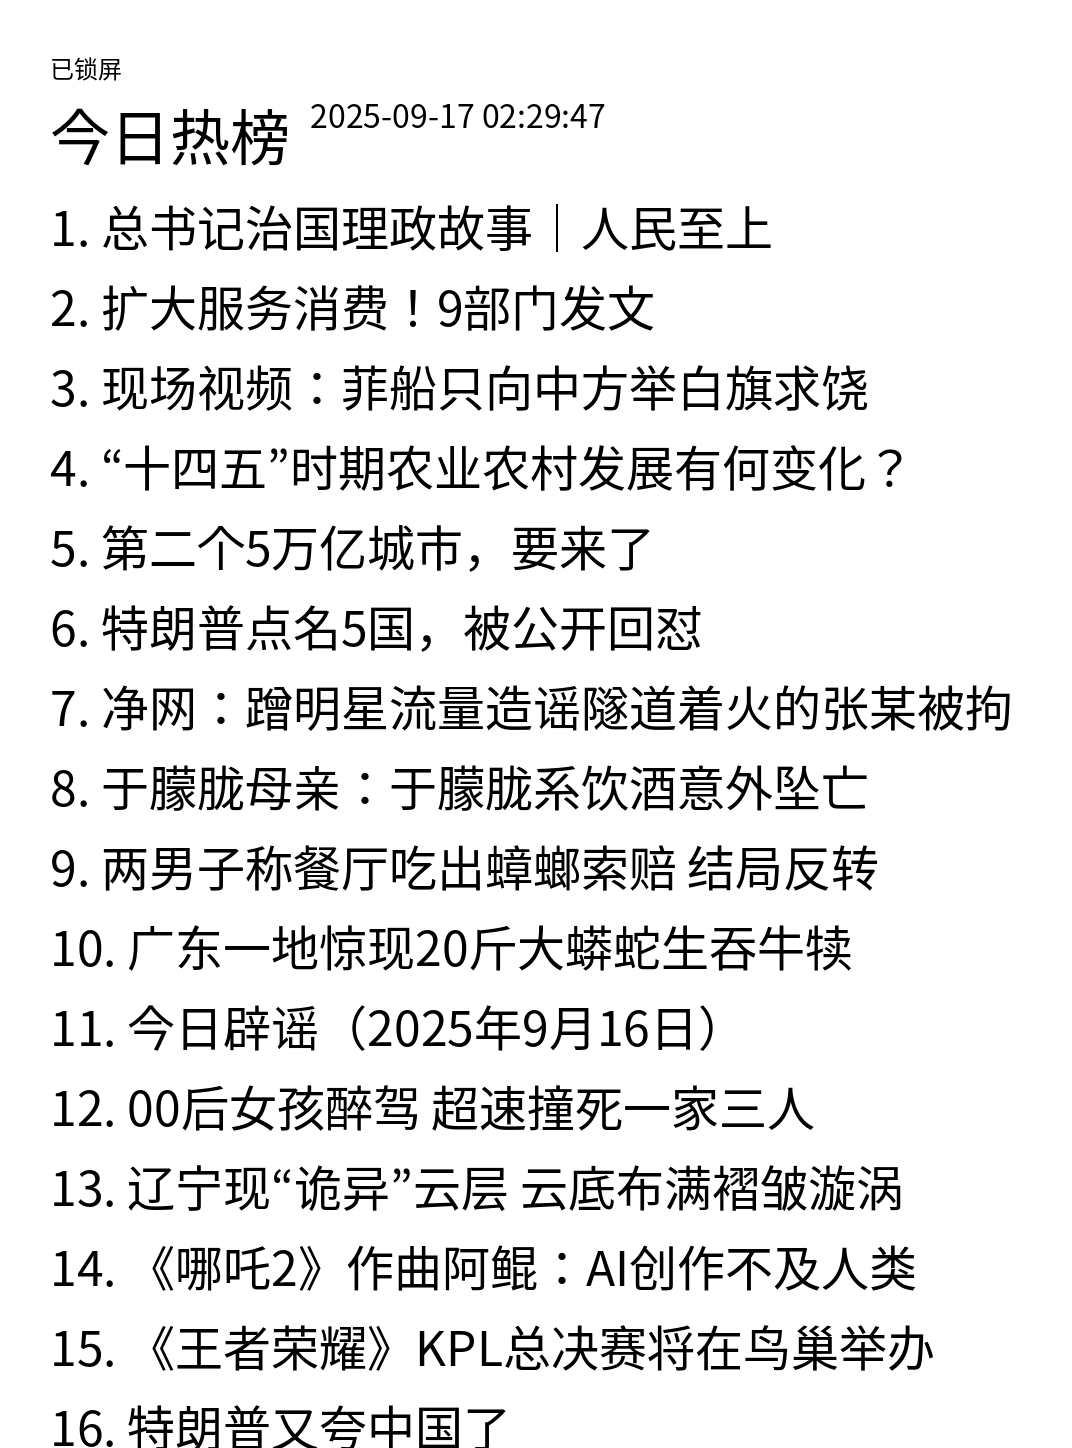 已锁屏
今日热榜 2025-09-17 02:29:47
1. 总书记治国理政故事｜人民至上
2. 扩大服务消费！9部门发文
3. 现场视频：菲船只向中方举白旗求饶
4. “十四五”时期农业农村发展有何变化？
5. 第二个5万亿城市，要来了
6. 特朗普点名5国，被公开回怼
7. 净网：蹭明星流量造谣隧道着火的张某被拘
8. 于朦胧母亲：于朦胧系饮酒意外坠亡
9. 两男子称餐厅吃出蟑螂索赔 结局反转
10. 广东一地惊现20斤大蟒蛇生吞牛犊
11. 今日辟谣（2025年9月16日）
12. 00后女孩醉驾 超速撞死一家三人
13. 辽宁现“诡异”云层 云底布满褶皱漩涡
14. 《哪吒2》作曲阿鲲：AI创作不及人类
15. 《王者荣耀》KPL总决赛将在鸟巢举办
16. 特朗普又夸中国了